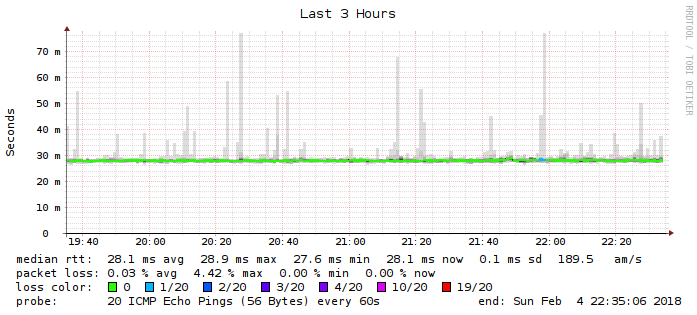 Last 3 Hours
RRDTOOL / TOBI OETIKER
Seconds
70 m
60 m
50 m
40 m
30 m
20 m
10 m
0
19:40 20:00 20:20 20:40 21:00 21:20 21:40 22:00 22:20
median rtt: 28.1 ms avg 28.9 ms max 27.6 ms min 28.1 ms now 0.1 ms sd 189.5 am/s
packet loss: 0.03 % avg 4.42 % max 0.00 % min 0.00 % now
loss color: 0 1/20 2/20 3/20 4/20 10/20 19/20
probe: 20 ICMP Echo Pings (56 Bytes) every 60s end: Sun Feb 4 22:35:06 2018